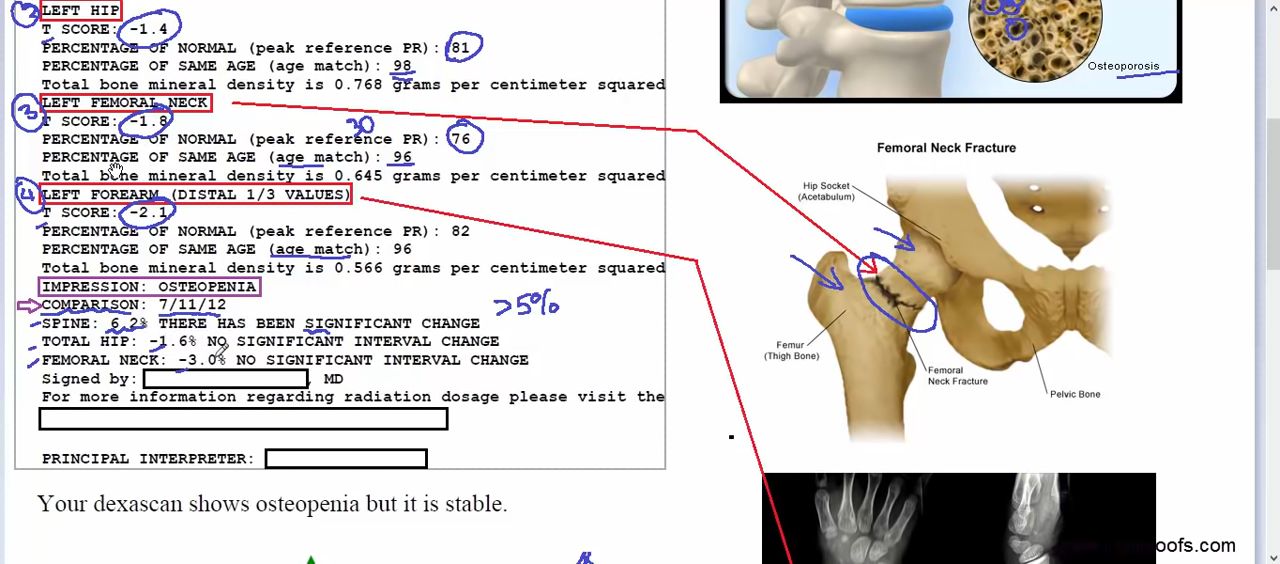 2 LEFT HIP
T SCORE: -1.4
PERCENTAGE OF NORMAL (peak reference PR): 81
PERCENTAGE OF SAME AGE (age match): 98
Total bone mineral density is 0.768 grams per centimeter squared
3 LEFT FEMORAL NECK
T SCORE: -1.8
30
PERCENTAGE OF NORMAL (peak reference PR): 76
PERCENTAGE OF SAME AGE (age match): 96
Total bone mineral density is 0.645 grams per centimeter squared
4 LEFT FOREARM (DISTAL 1/3 VALUES)
T SCORE: -2.1
PERCENTAGE OF NORMAL (peak reference PR): 82
PERCENTAGE OF SAME AGE (age match): 96
Total bone mineral density is 0.566 grams per centimeter squared
IMPRESSION: OSTEOPENIA
COMPARISON: 7/11/12
>5%
SPINE: 6.2% THERE HAS BEEN SIGNIFICANT CHANGE
TOTAL HIP: -1.6% NO SIGNIFICANT INTERVAL CHANGE
FEMORAL NECK: -3.0% NO SIGNIFICANT INTERVAL CHANGE
Signed by: , MD
For more information regarding radiation dosage please visit the
PRINCIPAL INTERPRETER:
Your dexascan shows osteopenia but it is stable.
Osteoporosis
Femoral Neck Fracture
Hip Socket
(Acetabulum)
Femur
(Thigh Bone)
Femoral
Neck Fracture
Pelvic Bone
oofs.com